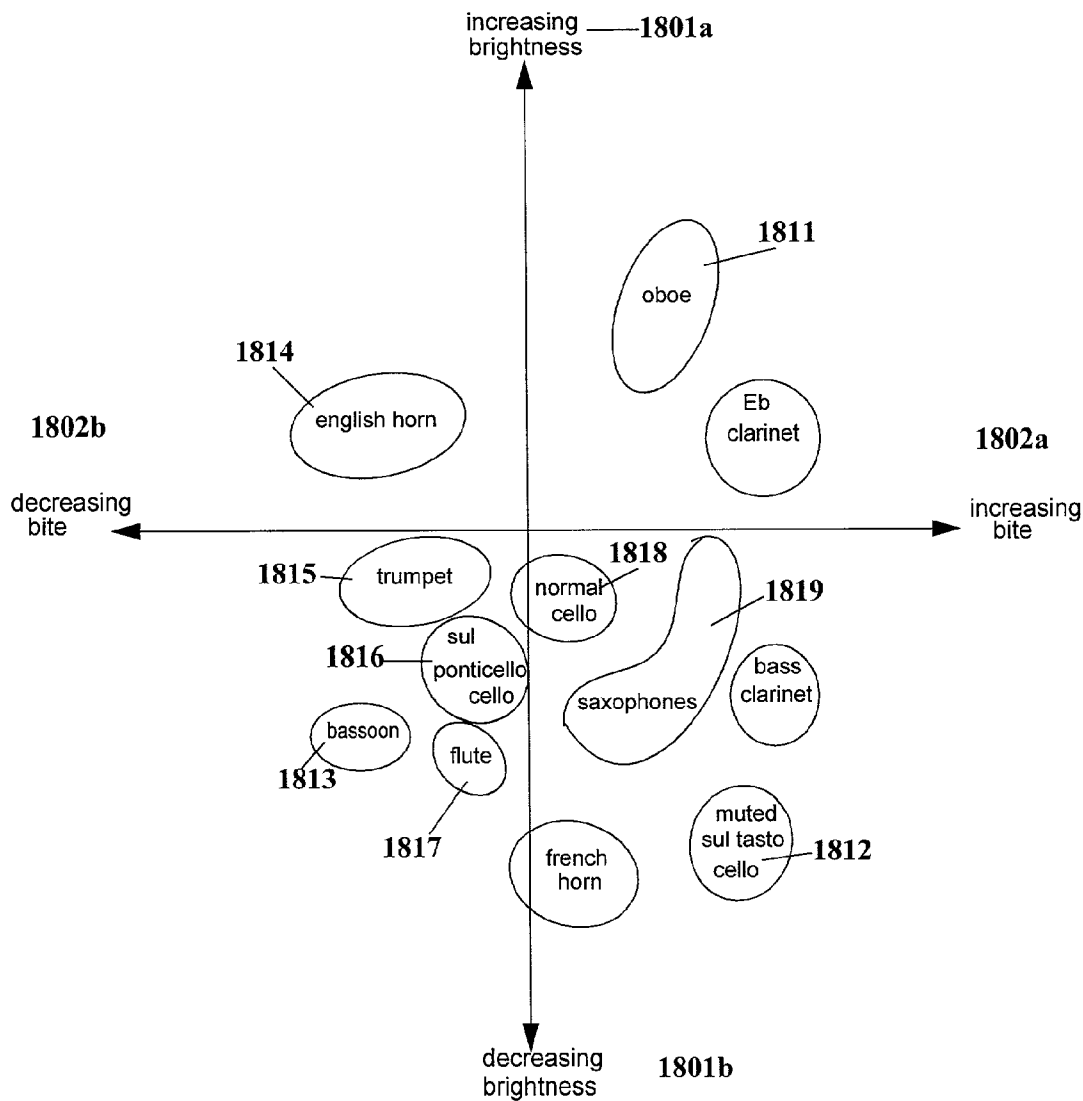 increasing
brightness
1801a
1811
oboe
1814
english horn
Eb
clarinet
1802b
1802a
decreasing
bite
increasing
bite
1815
trumpet
1818
normal
cello
1819
1816
sul
ponticello
cello
saxophones
bass
clarinet
bassoon
1813
flute
1817
muted
sul tasto
cello
1812
french
horn
decreasing
brightness
1801b